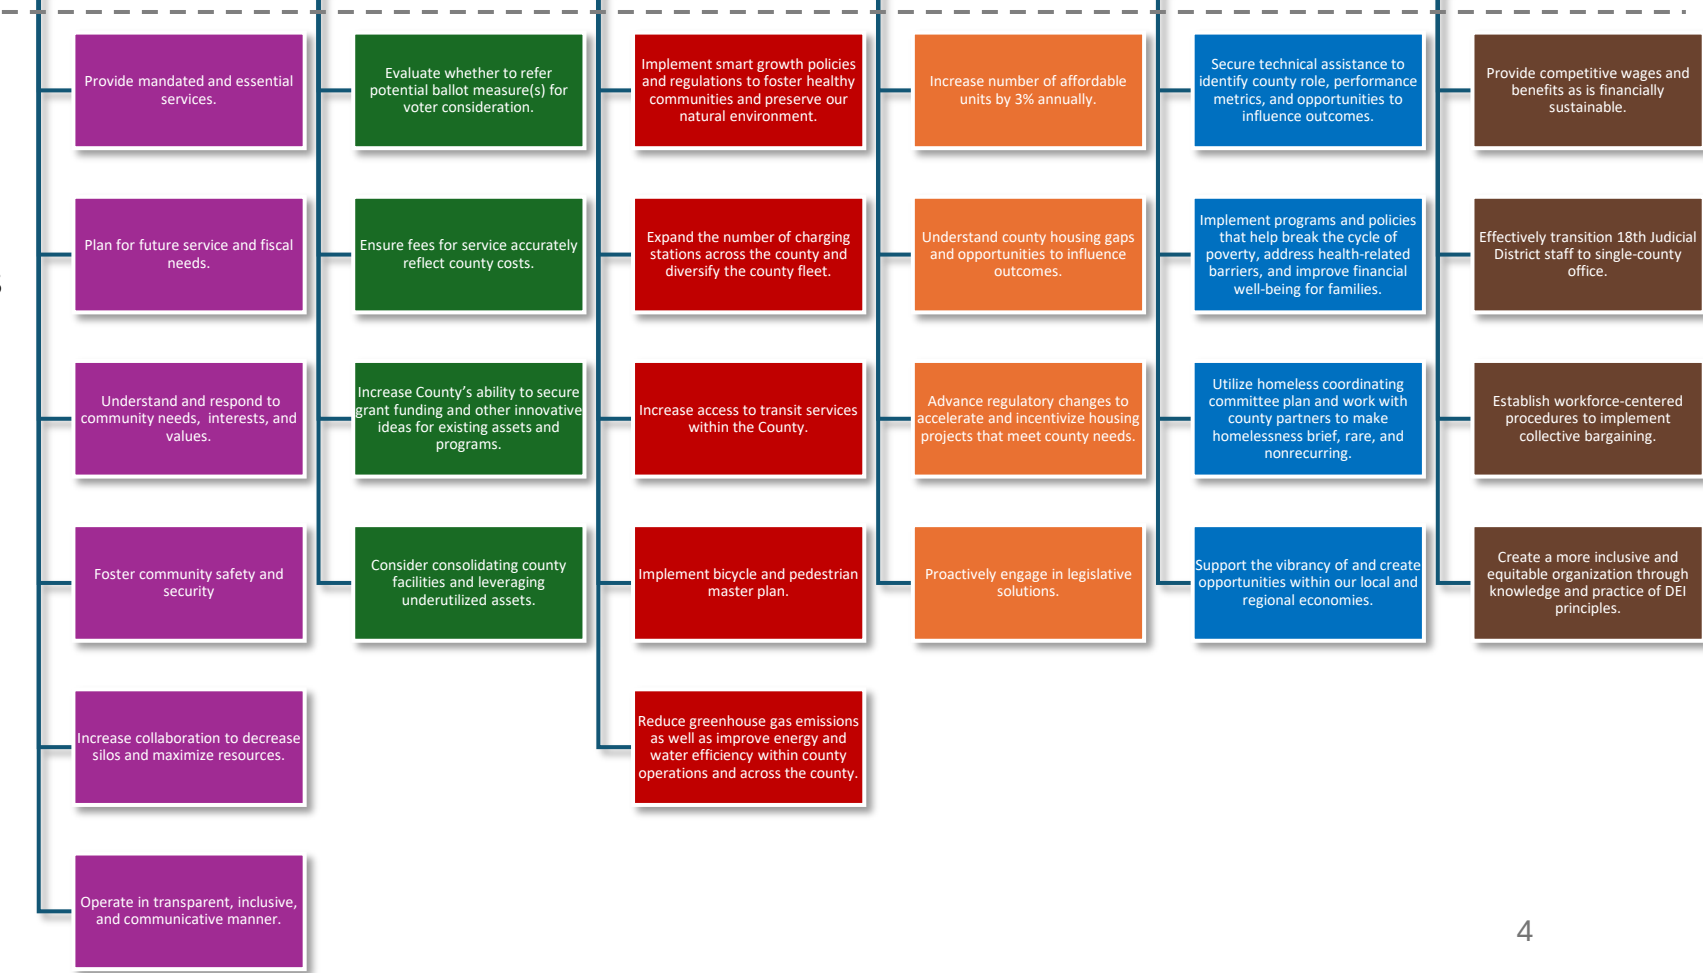 Provide mandated and essential
services.
Plan for future service and fiscal
needs.
Understand and respond to
community needs,  interests, and
values.
Foster community safety and
security
Increase collaboration to decrease
silos and maximize resources.
Operate in transparent, inclusive,
and communicative manner.
Evaluate whether to refer
potential ballot measure(s) for
voter consideration.
Ensure fees for service accurately
reflect county costs.
Increase County’s ability to secure
grant funding and other innovative
ideas for existing assets and
programs.
Consider consolidating county
facilities and leveraging
underutilized assets.
Implement smart growth policies
and regulations to foster healthy
communities and preserve our
natural environment.
Expand the number of charging
stations across the county and
diversify the county fleet.
Increase access to transit services
within the County.
Implement bicycle and pedestrian
master plan.
Reduce greenhouse gas emissions
as well as improve energy and
water efficiency within county
operations and across the county.
Increase number of affordable
units by 3% annually.
Understand county housing gaps
and opportunities to influence
outcomes.
Advance regulatory changes to
accelerate and incentivize housing
projects that meet county needs.
Proactively engage in legislative
solutions.
Secure technical assistance to
identify county role, performance
metrics, and opportunities to
influence outcomes.
Implement programs and policies
that help break the cycle of
poverty, address health-related
barriers, and improve financial
well-being for families.
Utilize homeless coordinating
committee plan and work with
county partners to make
homelessness brief, rare, and
nonrecurring.
Support the vibrancy of and create
opportunities within our local and
regional economies.
Provide competitive wages and
benefits as is financially
sustainable.
Effectively transition 18th Judicial
District staff to single-county
office.
Establish workforce-centered
procedures to implement
collective bargaining.
Create a more inclusive and
equitable organization through
knowledge and practice of DEI
principles.
4